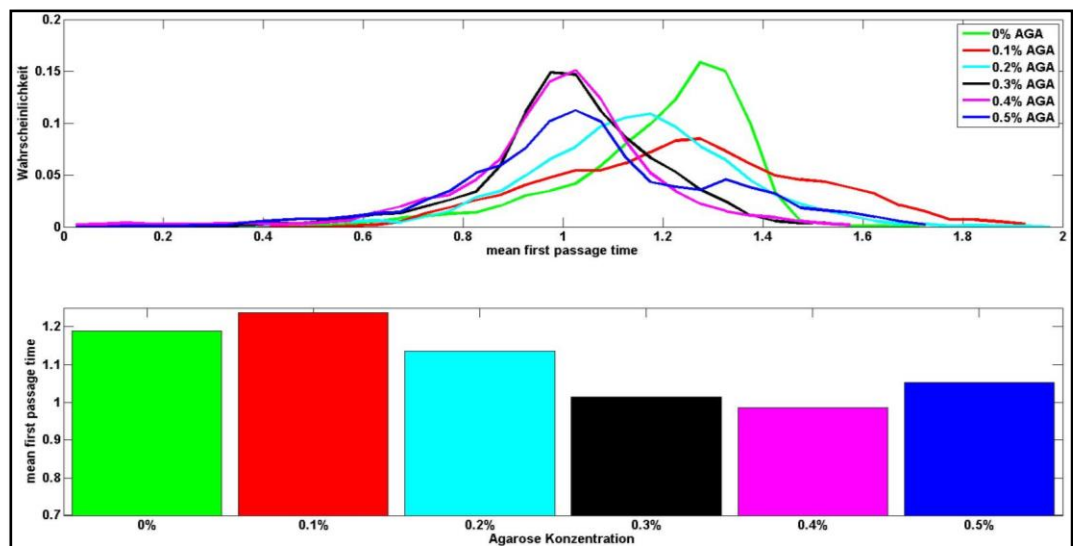 0.2
0.15
0.1
0.05
0
Wahrscheinlichkeit
0% AGA
0.1% AGA
0.2% AGA
0.3% AGA
0.4% AGA
0.5% AGA
0 0.2 0.4 0.6 0.8 1 1.2 1.4 1.6 1.8 2
mean first passage time
1.2
1.1
1
0.9
0.8
0.7
mean first passage time
0% 0.1% 0.2% 0.3% 0.4% 0.5%
Agarose Konzentration